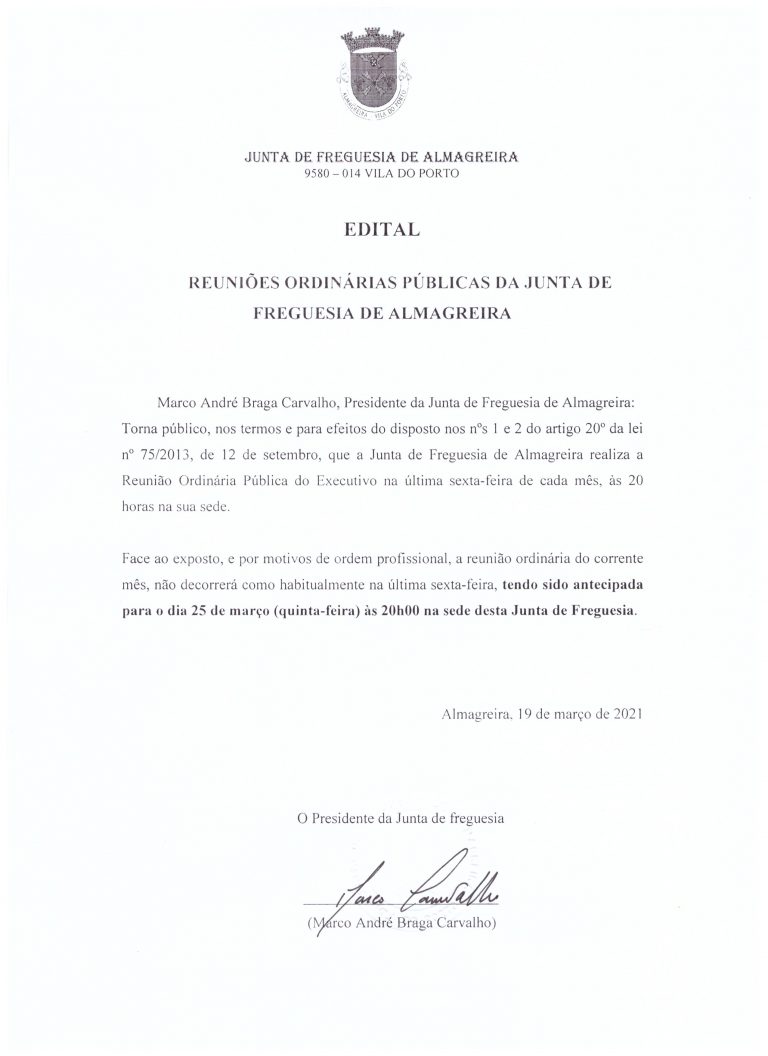 ALMAGREIRA - VILA DO PORTO
JUNTA DE FREGUESIA DE ALMAGREIRA
9580 – 014 VILA DO PORTO
EDITAL
REUNIÕES ORDINÁRIAS PÚBLICAS DA JUNTA DE
FREGUESIA DE ALMAGREIRA
Marco André Braga Carvalho, Presidente da Junta de Freguesia de Almagreira:
Torna público, nos termos e para efeitos do disposto nos nºs 1 e 2 do artigo 20º da lei
nº 75/2013, de 12 de setembro, que a Junta de Freguesia de Almagreira realiza a
Reunião Ordinária Pública do Executivo na última sexta-feira de cada mês, às 20
horas na sua sede.
Face ao exposto, e por motivos de ordem profissional, a reunião ordinária do corrente
mês, não decorrerá como habitualmente na última sexta-feira, tendo sido antecipada
para o dia 25 de março (quinta-feira) às 20h00 na sede desta Junta de Freguesia.
Almagreira, 19 de março de 2021
O Presidente da Junta de freguesia
Marco Carvalho
(Marco André Braga Carvalho)